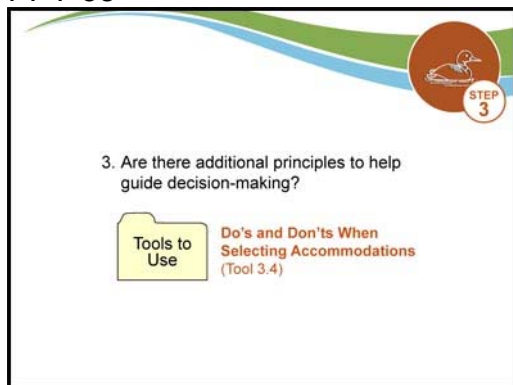 STEP
3
3. Are there additional principles to help
guide decision-making?
Tools to
Use
Do's and Don'ts When
Selecting Accommodations
(Tool 3.4)